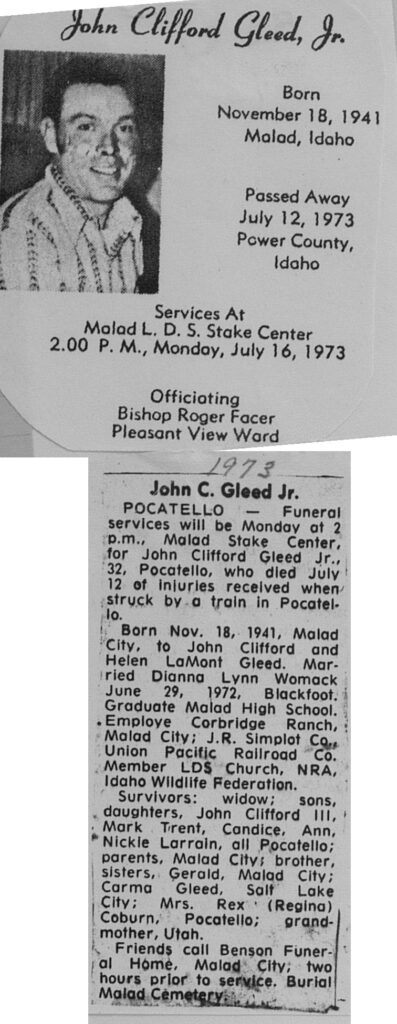 John Clifford Gleed, Jr.
Born
November 18, 1941
Malad, Idaho
Passed Away
July 12, 1973
Power County,
Idaho
Services At
Malad L. D. S. Stake Center
2.00 P. M., Monday, July 16, 1973
Officiating
Bishop Roger Facer
Pleasant View Ward
1973
John C. Gleed Jr.
POCATELLO — Funeral
services will be Monday at 2
p.m., Malad Stake Center,
for John Clifford Gleed Jr.,
32, Pocatello, who died July
12 of injuries received when
struck by a train in Pocatel-
lo.
Born Nov. 18, 1941, Malad
City, to John Clifford and
Helen LaMont Gleed. Mar-
ried Dianna Lynn Womack
June 29, 1972, Blackfoot.
Graduate Malad High School.
Employe Corbridge Ranch,
Malad City; J.R. Simplot Co.,
Union Pacific Railroad Co.
Member LDS Church, NRA,
Idaho Wildlife Federation.
Survivors: widow; sons,
daughters, John Clifford III,
Mark Trent, Candice, Ann,
Nickie Larrain, all Pocatello;
parents, Malad City; brother,
sisters, Gerald, Malad City;
Carma Gleed, Salt Lake
City; Mrs. Rex (Regina)
Coburn, Pocatello; grand-
mother, Utah.
Friends call Benson Funer-
al Home, Malad City; two
hours prior to service. Burial
Malad Cemetery.